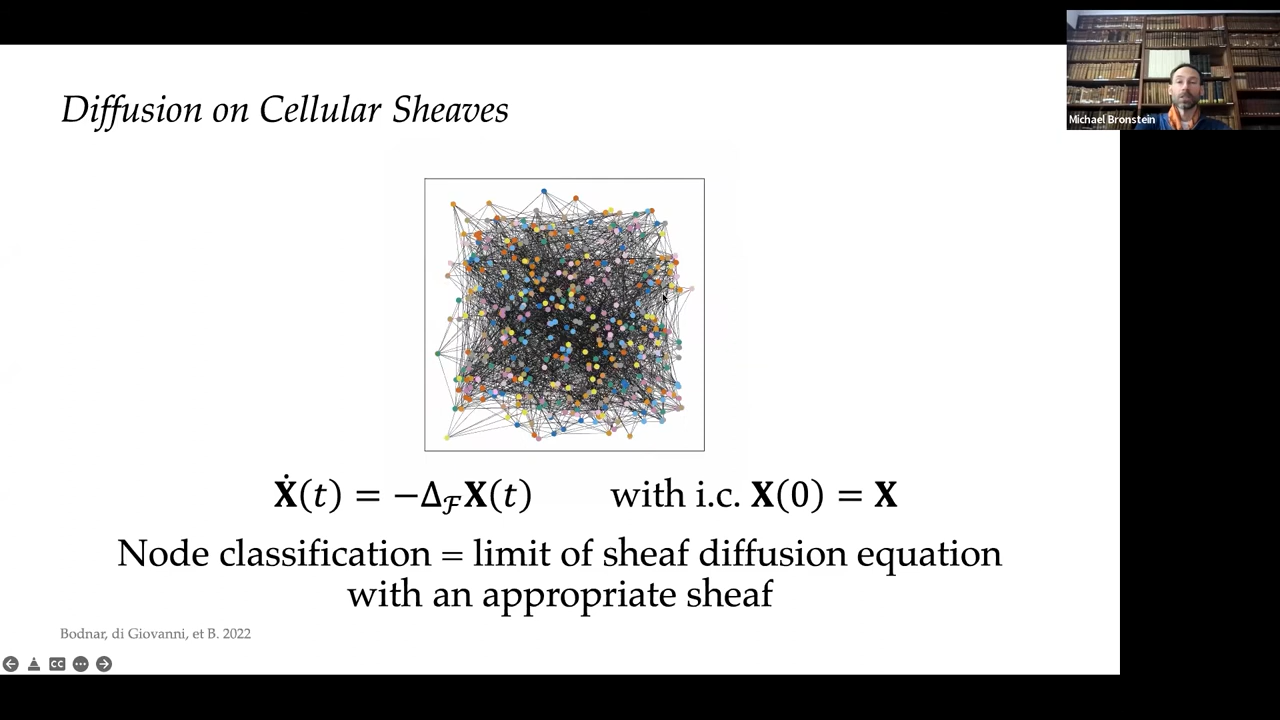 Diffusion on Cellular Sheaves
Michael Bronstein
Ẋ(t) = −Δ_ℱX(t) with i.c. X(0) = X
Node classification = limit of sheaf diffusion equation
with an appropriate sheaf
Bodnar, di Giovanni, et B. 2022
CC